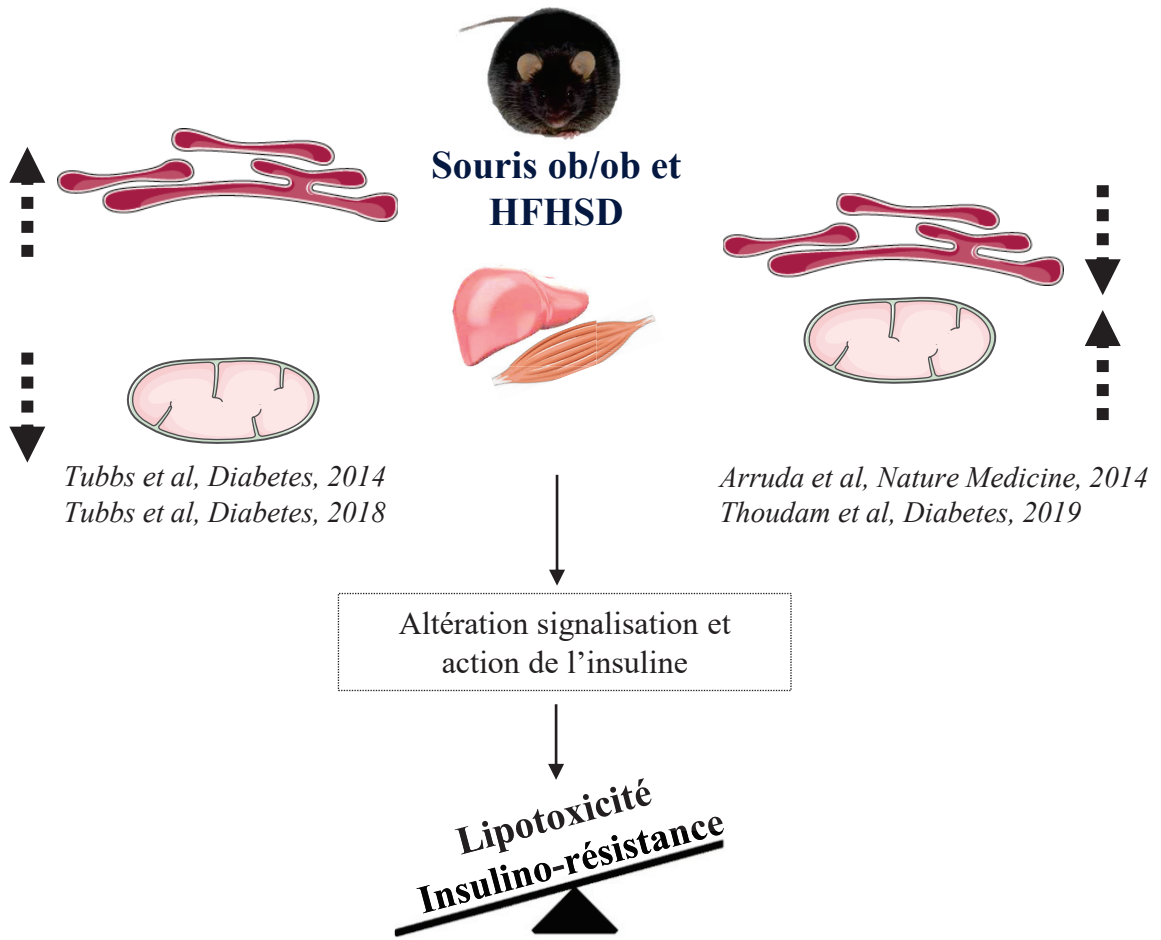 Souris ob/ob et
HFHSD
Tubbs et al, Diabetes, 2014
Tubbs et al, Diabetes, 2018
Arruda et al, Nature Medicine, 2014
Thoudam et al, Diabetes, 2019
Altération signalisation et
action de l’insuline
Lipotoxicité
Insulino-résistance